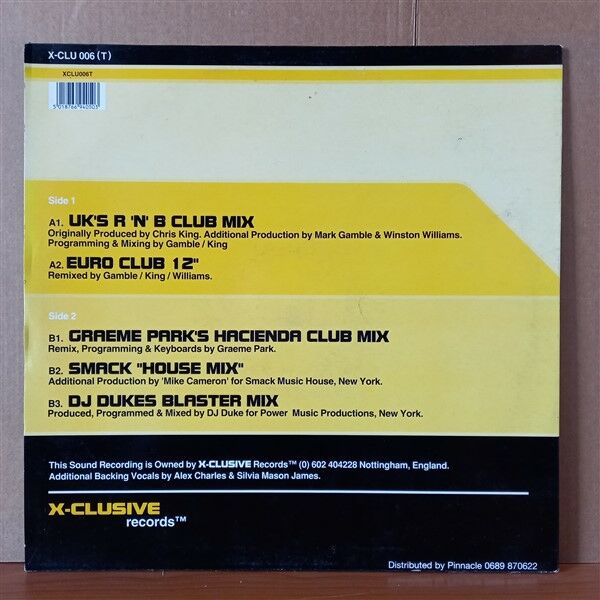 X-CLU 006 (T)
XCLU006T
5 018766 940503
Side 1
A1. UK'S R 'N' B CLUB MIX
Originally Produced by Chris King. Additional Production by Mark Gamble & Winston Williams.
Programming & Mixing by Gamble / King
A2. EURO CLUB 12"
Remixed by Gamble / King / Williams.
Side 2
B1. GRAEME PARK'S HACIENDA CLUB MIX
Remix, Programming & Keyboards by Graeme Park.
B2. SMACK "HOUSE MIX"
Additional Production by 'Mike Cameron' for Smack Music House, New York.
B3. DJ DUKES BLASTER MIX
Produced, Programmed & Mixed by DJ Duke for Power Music Productions, New York.
This Sound Recording is Owned by X-CLUSIVE Records™ (0) 602 404228 Nottingham, England.
Additional Backing Vocals by Alex Charles & Silvia Mason James.
X-CLUSIVE
records™
Distributed by Pinnacle 0689 870622